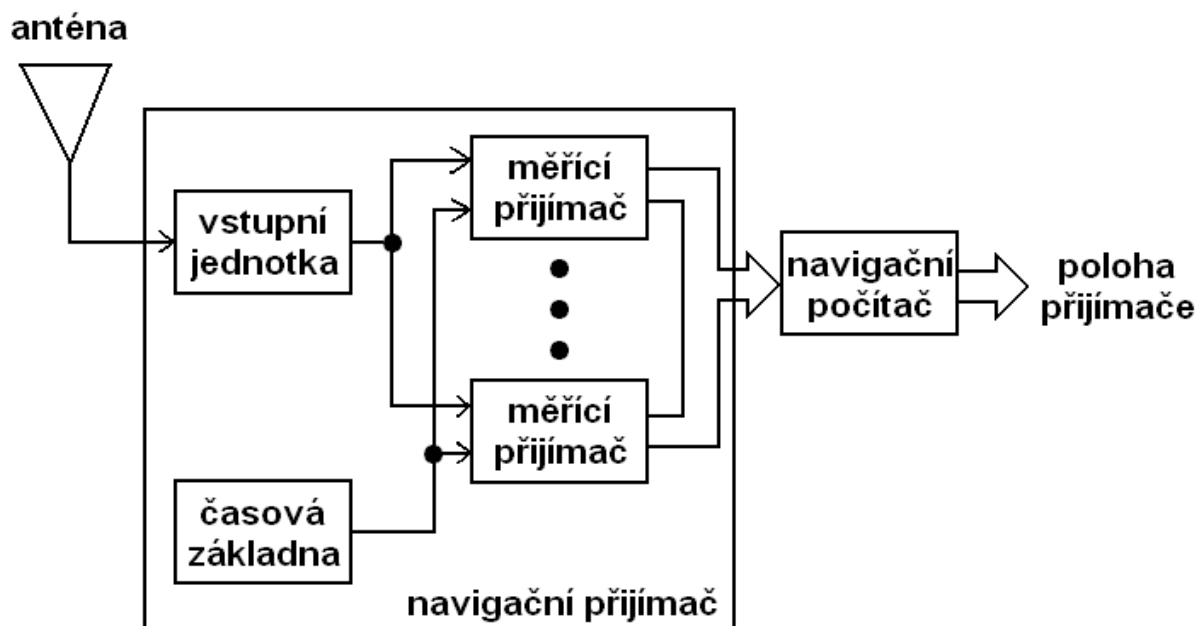 anténa
vstupní
jednotka
časová
základna
měřící
přijímač
měřící
přijímač
navigační přijímač
navigační
počítač
poloha
přijímače